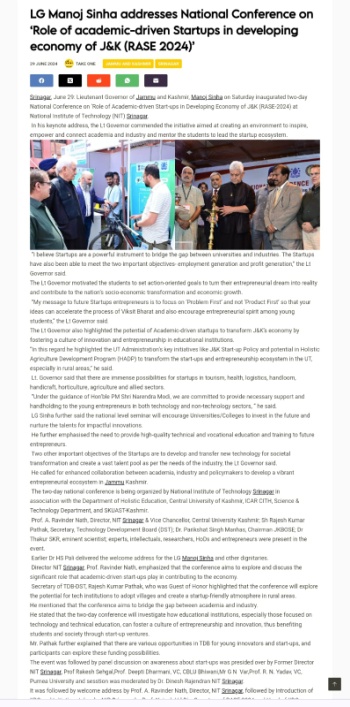 LG Manoj Sinha addresses National Conference on
'Role of academic-driven Startups in developing
economy of J&K (RASE 2024)'
29 JUNE 2024 TAKE ONE
Srinagar, June 29: Lieutenant Governor of Jammu and Kashmir, Manoj Sinha on Saturday inaugurated two-day
National Conference on 'Role of Academic-driven Start-ups in Developing Economy of J&K (RASE-2024) at
National Institute of Technology (NIT) Srinagar
In his keynote address, the Lt Governor commended the initiative aimed at creating an environment to inspire,
empower and connect academia and industry and mentor the students to lead the startup ecosystem.
"I believe Startups are a powerful instrument to bridge the gap between universities and industries. The Startups
have also been able to meet the two important objectives- employment generation and profit generation," the Lt
Governor said.
The Lt Governor motivated the students to set action-oriented goals to turn their entrepreneurial dream into reality
and contribute to the nation's socio-economic transformation and economic growth.
"My message to future Startups entrepreneurs is to focus on 'Problem First' and not 'Product First' so that your
ideas can accelerate the process of Viksit Bharat and also encourage entrepreneurial spirit among young
students," the Lt Governor said
The Lt Governor also highlighted the potential of Academic-driven startups to transform J&K's economy by
fostering a culture of innovation and entrepreneurship in educational institutions.
"In this regard he highlighted the UT Administration's key initiatives like J&K Start-up Policy and potential in Holistic
Agriculture Development Program (HADP) to transform the start-ups and entrepreneurship ecosystem in the UT,
especially in rural areas," he said.
Lt. Governor said that there are immense possibilities for startups in tourism, health, logistics, handloom,
handicraft, horticulture, agriculture and allied sectors.
"Under the guidance of Hon'ble PM Shri Narendra Modi, we are committed to provide necessary support and
handholding to the young entrepreneurs in both technology and non-technology sectors, " he said.
LG Sinha further said the national level seminar will encourage Universities/Colleges to invest in the future and
nurture the talents for impactful innovations.
He further emphasised the need to provide high-quality technical and vocational education and training to future
entrepreneurs.
Two other important objectives of the Startups are to develop and transfer new technology for societal
transformation and create a vast talent pool as per the needs of the industry, the Lt Governor said.
He called for enhanced collaboration between academia, industry and policymakers to develop a vibrant
entrepreneurial ecosystem in Jammu Kashmir.
The two-day national conference is being organized by National Institute of Technology Srinagar in
association with the Department of Holistic Education, Central University of Kashmir, ICAR CITH, Science &
Technology Department, and SKUAST-Kashmir.
Prof. A. Ravinder Nath, Director, NIT Srinagar & Vice Chancellor, Central University Kashmir; Sh Rajesh Kumar
Pathak, Secretary, Technology Development Board (DST); Dr. Parikshat Singh Manhas, Chairman JKBOSE; Dr
Thakur SKR, eminent scientist; experts, intellectuals, researchers, HoDs and entrepreneurs were present in the
event.
Earlier Dr HS Pali delivered the welcome address for the LG Manoj Sinha and other dignitaries.
Director NIT Srinagar, Prof. Ravinder Nath, emphasized that the conference aims to explore and discuss the
significant role that academic-driven start-ups play in contributing to the economy.
Secretary of TDB-DST, Rajesh Kumar Pathak, who was Guest of Honor highlighted that the conference will explore
the potential for tech institutions to adopt villages and create a startup-friendly atmosphere in rural areas.
He mentioned that the conference aims to bridge the gap between academia and industry.
He stated that the two-day conference will investigate how educational institutions, especially those focused on
technology and technical education, can foster a culture of entrepreneurship and innovation, thus benefiting
students and society through start-up ventures.
Mr. Pathak further explained that there are various opportunities in TDB for young innovators and start-ups, and
participants can explore these funding possibilities.
The event was followed by panel discussion on awareness about start-ups was presided over by Former Director
NIT Srinagar, Prof Rakesh Sehgal,Prof. Deepti Dharmani, VC, CBLU Bhiwani,Mr G.N Var,Prof. R. N. Yadav, VC,
Purnea University and session was moderated by Dr. Dinesh Rajendran NIT Srinagar
It was followed by welcome address by Prof. A. Ravinder Nath, Director, NIT Srinagar followed by Introduction of